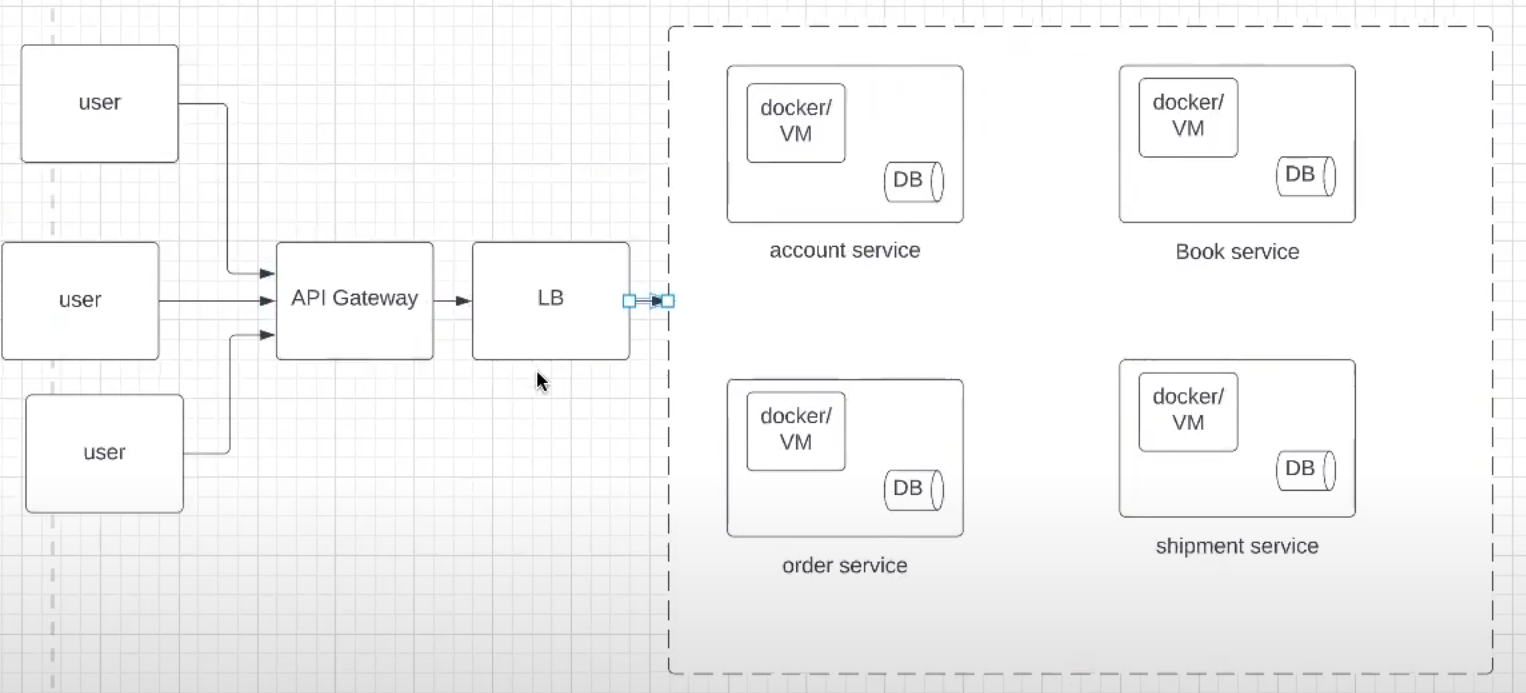 user
user
user
API Gateway
LB
docker/
VM
DB
account service
docker/
VM
DB
Book service
docker/
VM
DB
order service
docker/
VM
DB
shipment service